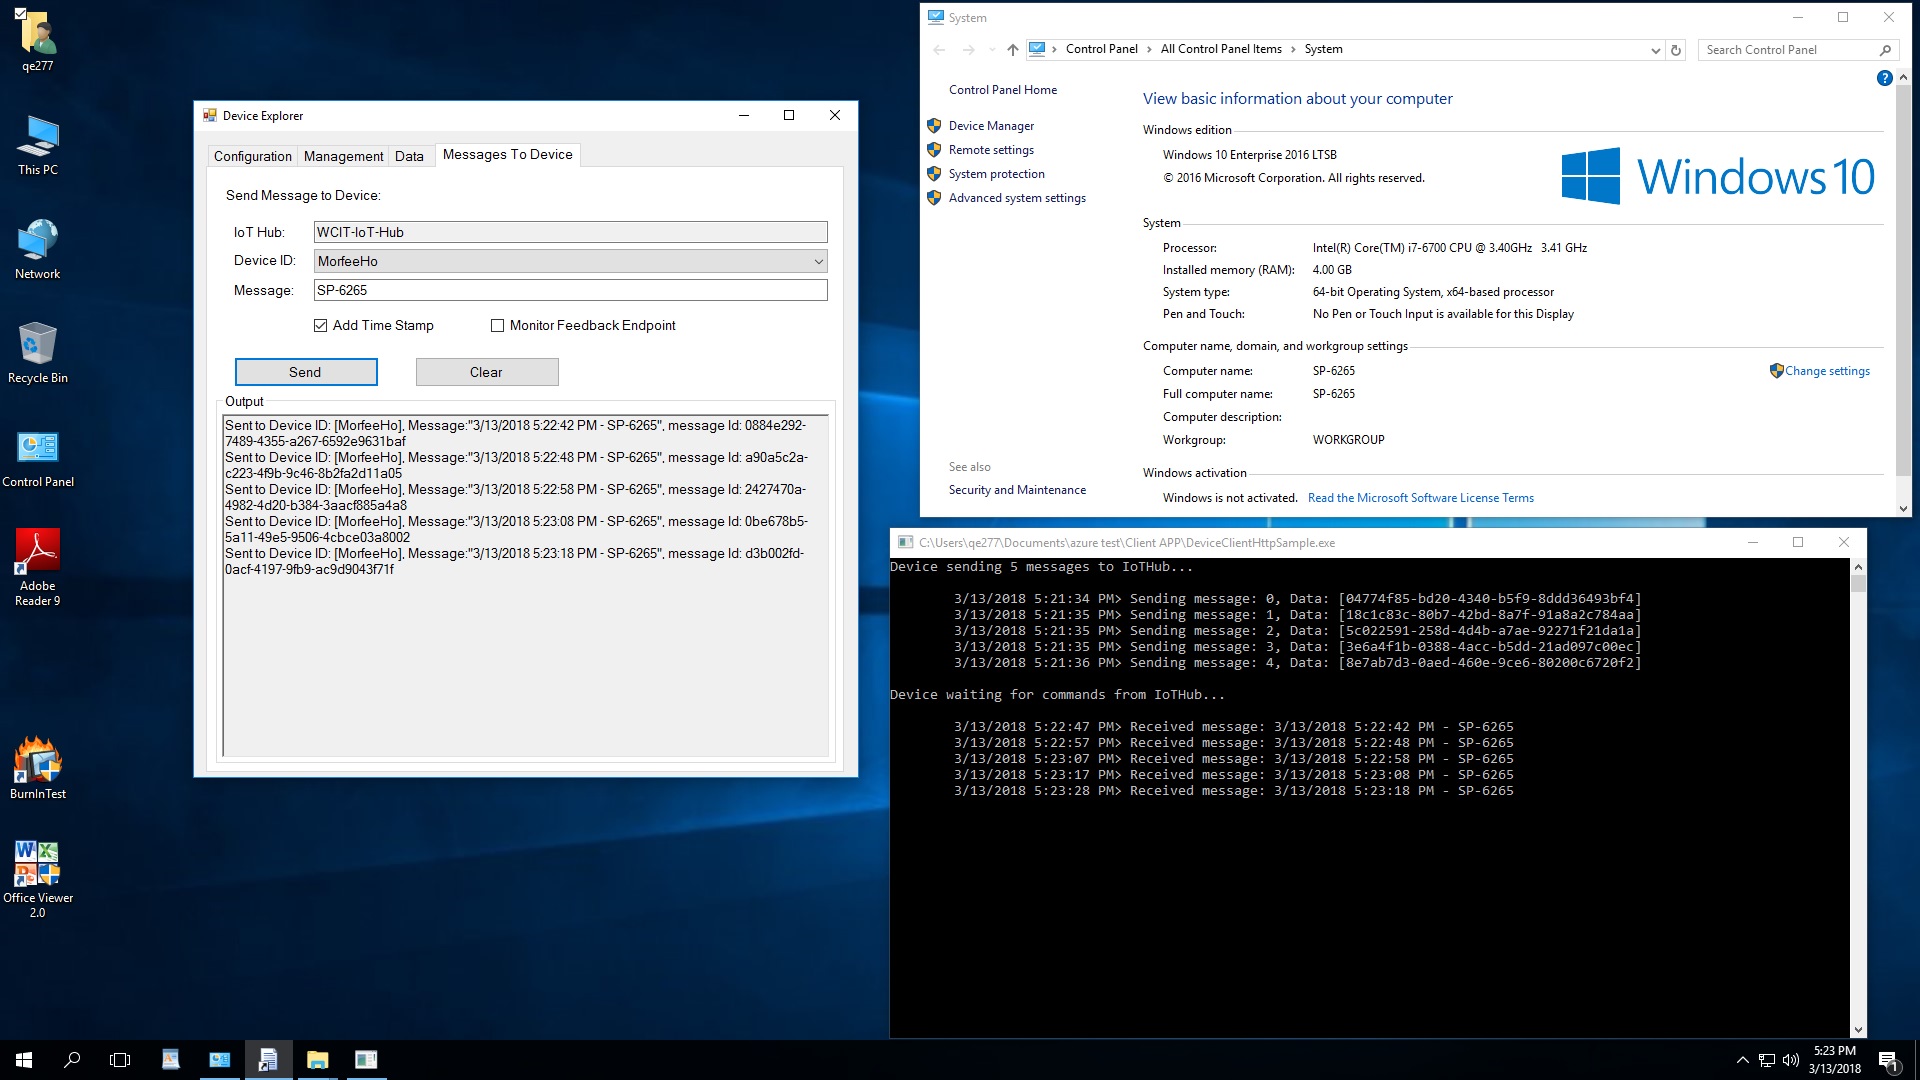 qe277
This PC
Network
Recycle Bin
Control Panel
Adobe
Reader 9
BurnInTest
Office Viewer
2.0
Device Explorer
Configuration Management Data Messages To Device
Send Message to Device:
IoT Hub: WCIT-IoT-Hub
Device ID: MorfeeHo
Message: SP-6265
Add Time Stamp Monitor Feedback Endpoint
Send Clear
Output
Sent to Device ID: [MorfeeHo], Message:"3/13/2018 5:22:42 PM - SP-6265", message Id: 0884e292-
7489-4355-a267-6592e9631baf
Sent to Device ID: [MorfeeHo], Message:"3/13/2018 5:22:48 PM - SP-6265", message Id: a90a5c2a-
c223-4f9b-9c46-8b2fa2d11a05
Sent to Device ID: [MorfeeHo], Message:"3/13/2018 5:22:58 PM - SP-6265", message Id: 2427470a-
4982-4d20-b384-3aacf885a4a8
Sent to Device ID: [MorfeeHo], Message:"3/13/2018 5:23:08 PM - SP-6265", message Id: 0be678b5-
5a11-49e5-9506-4cbce03a8002
Sent to Device ID: [MorfeeHo], Message:"3/13/2018 5:23:18 PM - SP-6265", message Id: d3b002fd-
0acf-4197-9fb9-ac9d9043f71f
System
Control Panel > All Control Panel Items > System
Search Control Panel
Control Panel Home
Device Manager
Remote settings
System protection
Advanced system settings
See also
Security and Maintenance
View basic information about your computer
Windows edition
Windows 10 Enterprise 2016 LTSB
© 2016 Microsoft Corporation. All rights reserved.
Windows 10
System
Processor: Intel(R) Core(TM) i7-6700 CPU @ 3.40GHz 3.41 GHz
Installed memory (RAM): 4.00 GB
System type: 64-bit Operating System, x64-based processor
Pen and Touch: No Pen or Touch Input is available for this Display
Computer name, domain, and workgroup settings
Computer name: SP-6265
Change settings
Full computer name: SP-6265
Computer description:
Workgroup: WORKGROUP
Windows activation
Windows is not activated. Read the Microsoft Software License Terms
C:\Users\qe277\Documents\azure test\Client APP\DeviceClientHttpSample.exe
Device sending 5 messages to IoTHub...
3/13/2018 5:21:34 PM> Sending message: 0, Data: [04774f85-bd20-4340-b5f9-8ddd36493bf4]
3/13/2018 5:21:35 PM> Sending message: 1, Data: [18c1c83c-80b7-42bd-8a7f-91a8a2c784aa]
3/13/2018 5:21:35 PM> Sending message: 2, Data: [5c022591-258d-4d4b-a7ae-92271f21da1a]
3/13/2018 5:21:35 PM> Sending message: 3, Data: [3e6a4f1b-0388-4acc-b5dd-21ad097c00ec]
3/13/2018 5:21:36 PM> Sending message: 4, Data: [8e7ab7d3-0aed-460e-9ce6-80200c6720f2]
Device waiting for commands from IoTHub...
3/13/2018 5:22:47 PM> Received message: 3/13/2018 5:22:42 PM - SP-6265
3/13/2018 5:22:57 PM> Received message: 3/13/2018 5:22:48 PM - SP-6265
3/13/2018 5:23:07 PM> Received message: 3/13/2018 5:22:58 PM - SP-6265
3/13/2018 5:23:17 PM> Received message: 3/13/2018 5:23:08 PM - SP-6265
3/13/2018 5:23:28 PM> Received message: 3/13/2018 5:23:18 PM - SP-6265
5:23 PM
3/13/2018
1